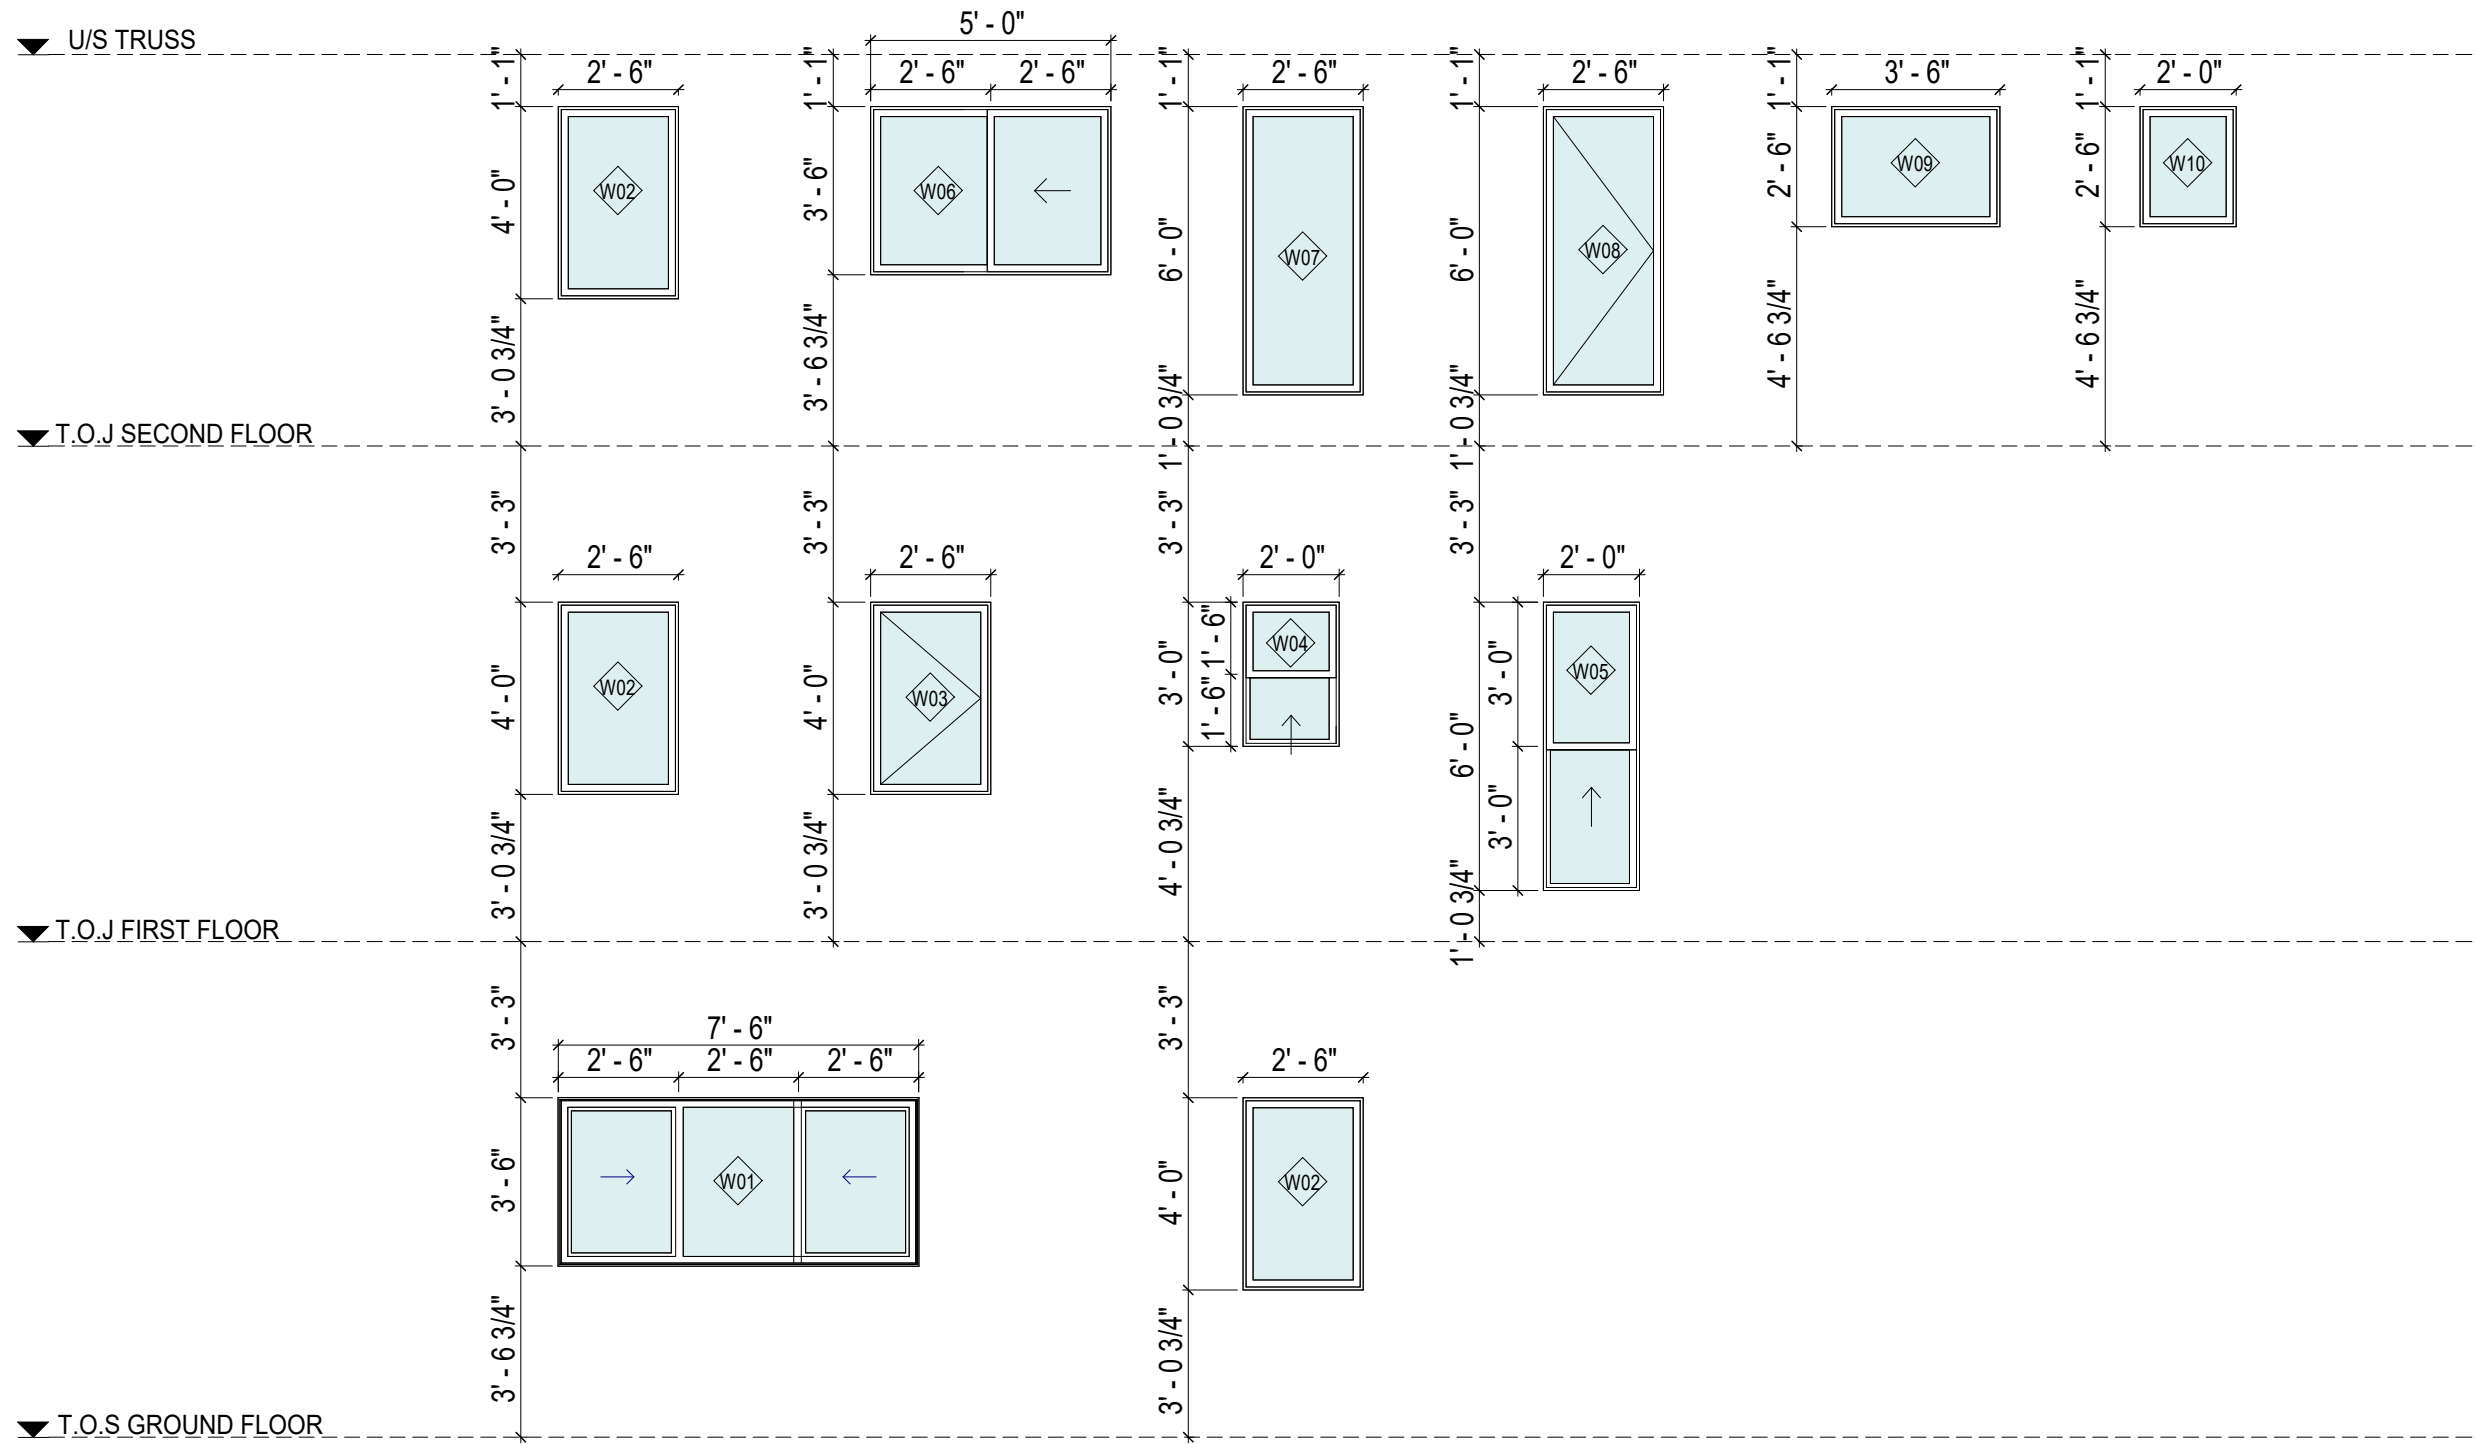 U/S TRUSS
5' - 0"
2' - 6"
2' - 6"
2' - 6"
2' - 6"
2' - 6"
3' - 6"
2' - 0"
1' - 1"
1' - 1"
1' - 1"
1' - 1"
1' - 1"
1' - 1"
4' - 0"
W02
3' - 6"
W06
6' - 0"
W07
6' - 0"
W08
2' - 6"
W09
2' - 6"
W10
3' - 0 3/4"
3' - 6 3/4"
1' - 0 3/4"
1' - 0 3/4"
4' - 6 3/4"
4' - 6 3/4"
T.O.J SECOND FLOOR
3' - 3"
3' - 3"
3' - 3"
3' - 3"
2' - 6"
2' - 6"
2' - 0"
2' - 0"
4' - 0"
W02
4' - 0"
W03
3' - 0"
1' - 6"
1' - 6"
W04
6' - 0"
3' - 0"
3' - 0"
W05
3' - 0 3/4"
3' - 0 3/4"
4' - 0 3/4"
1' - 0 3/4"
T.O.J FIRST FLOOR
3' - 3"
3' - 3"
7' - 6"
2' - 6"
2' - 6"
2' - 6"
2' - 6"
3' - 6"
W01
4' - 0"
W02
3' - 6 3/4"
3' - 0 3/4"
T.O.S GROUND FLOOR